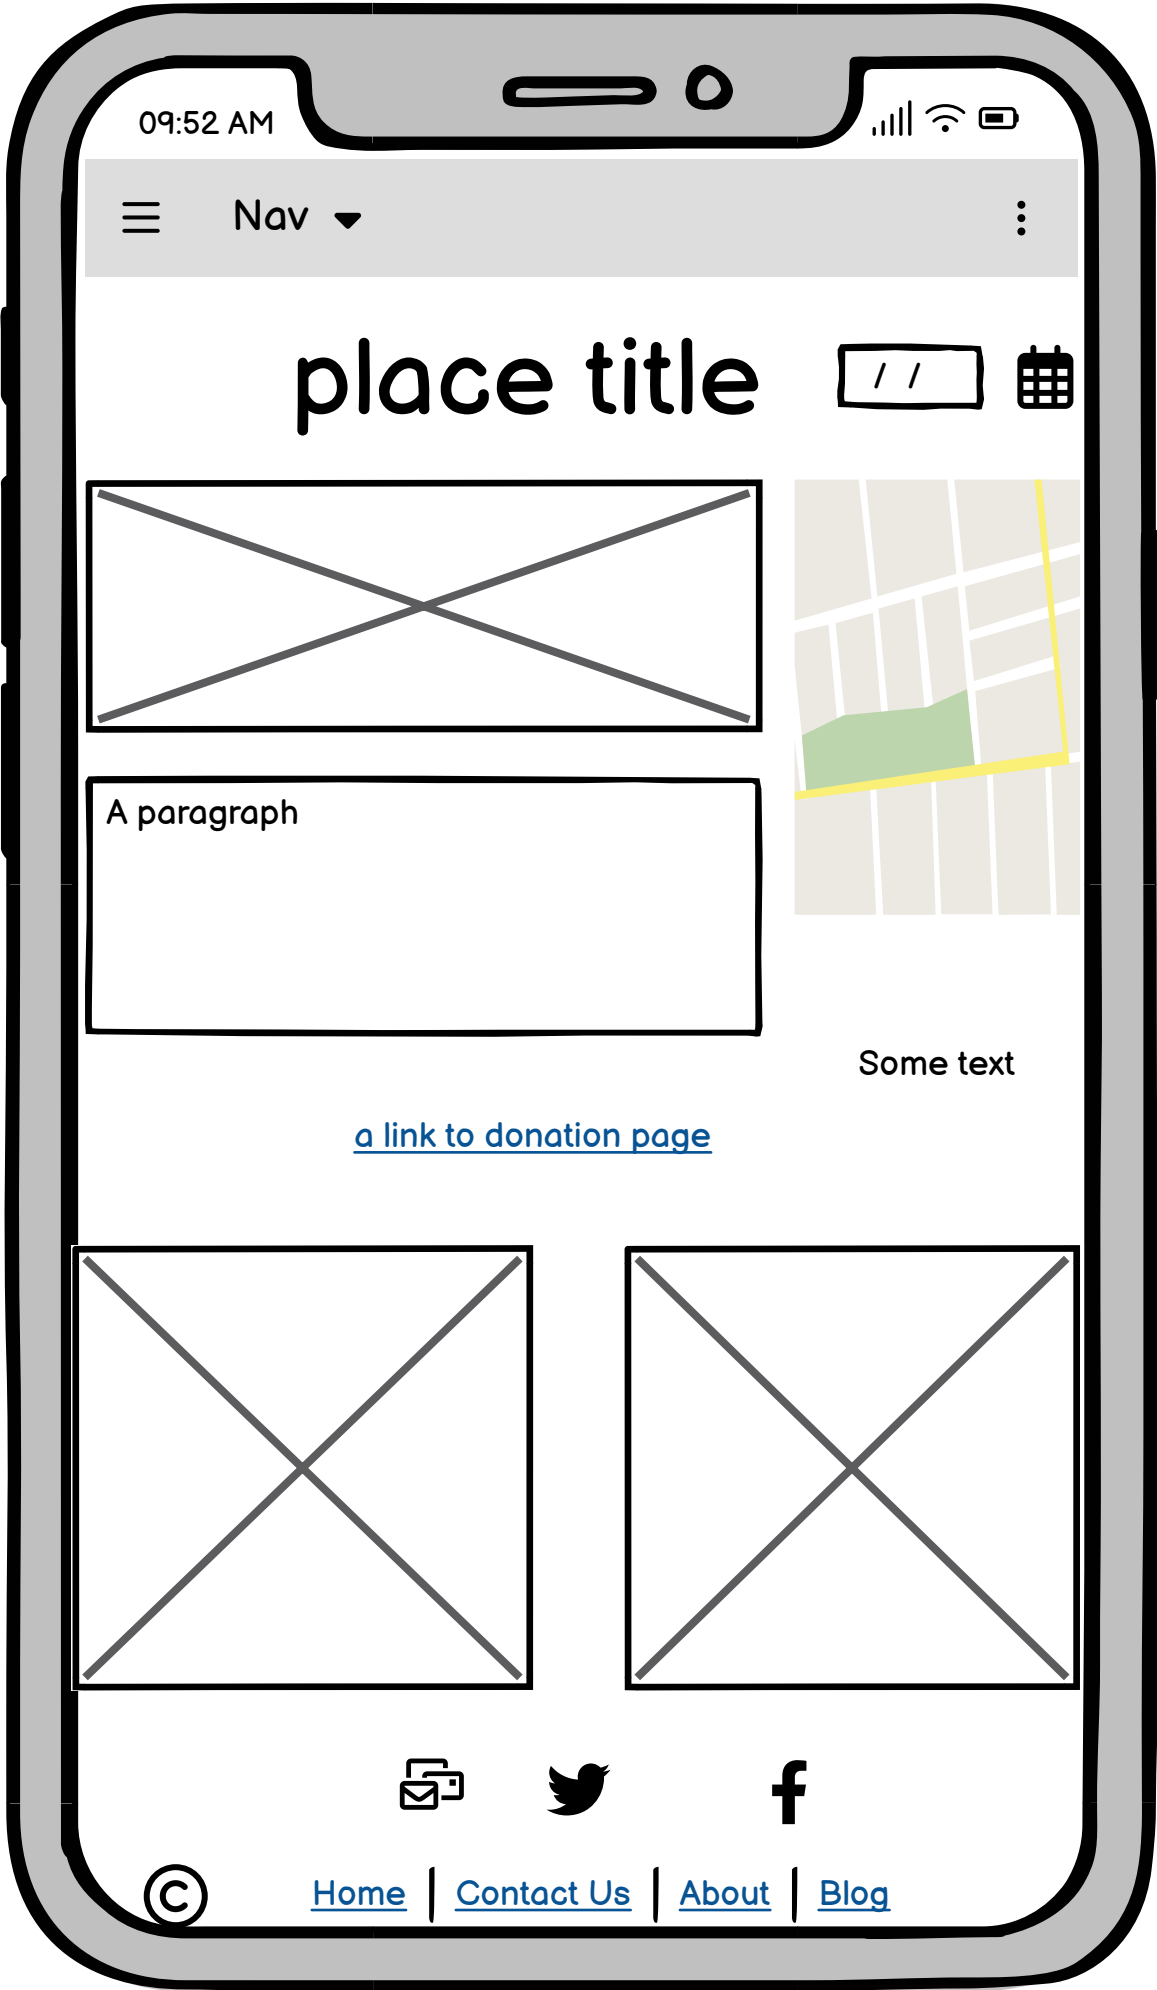 09:52 AM
Nav
place title
/ /
A paragraph
Some text
a link to donation page
©
Home | Contact Us | About | Blog